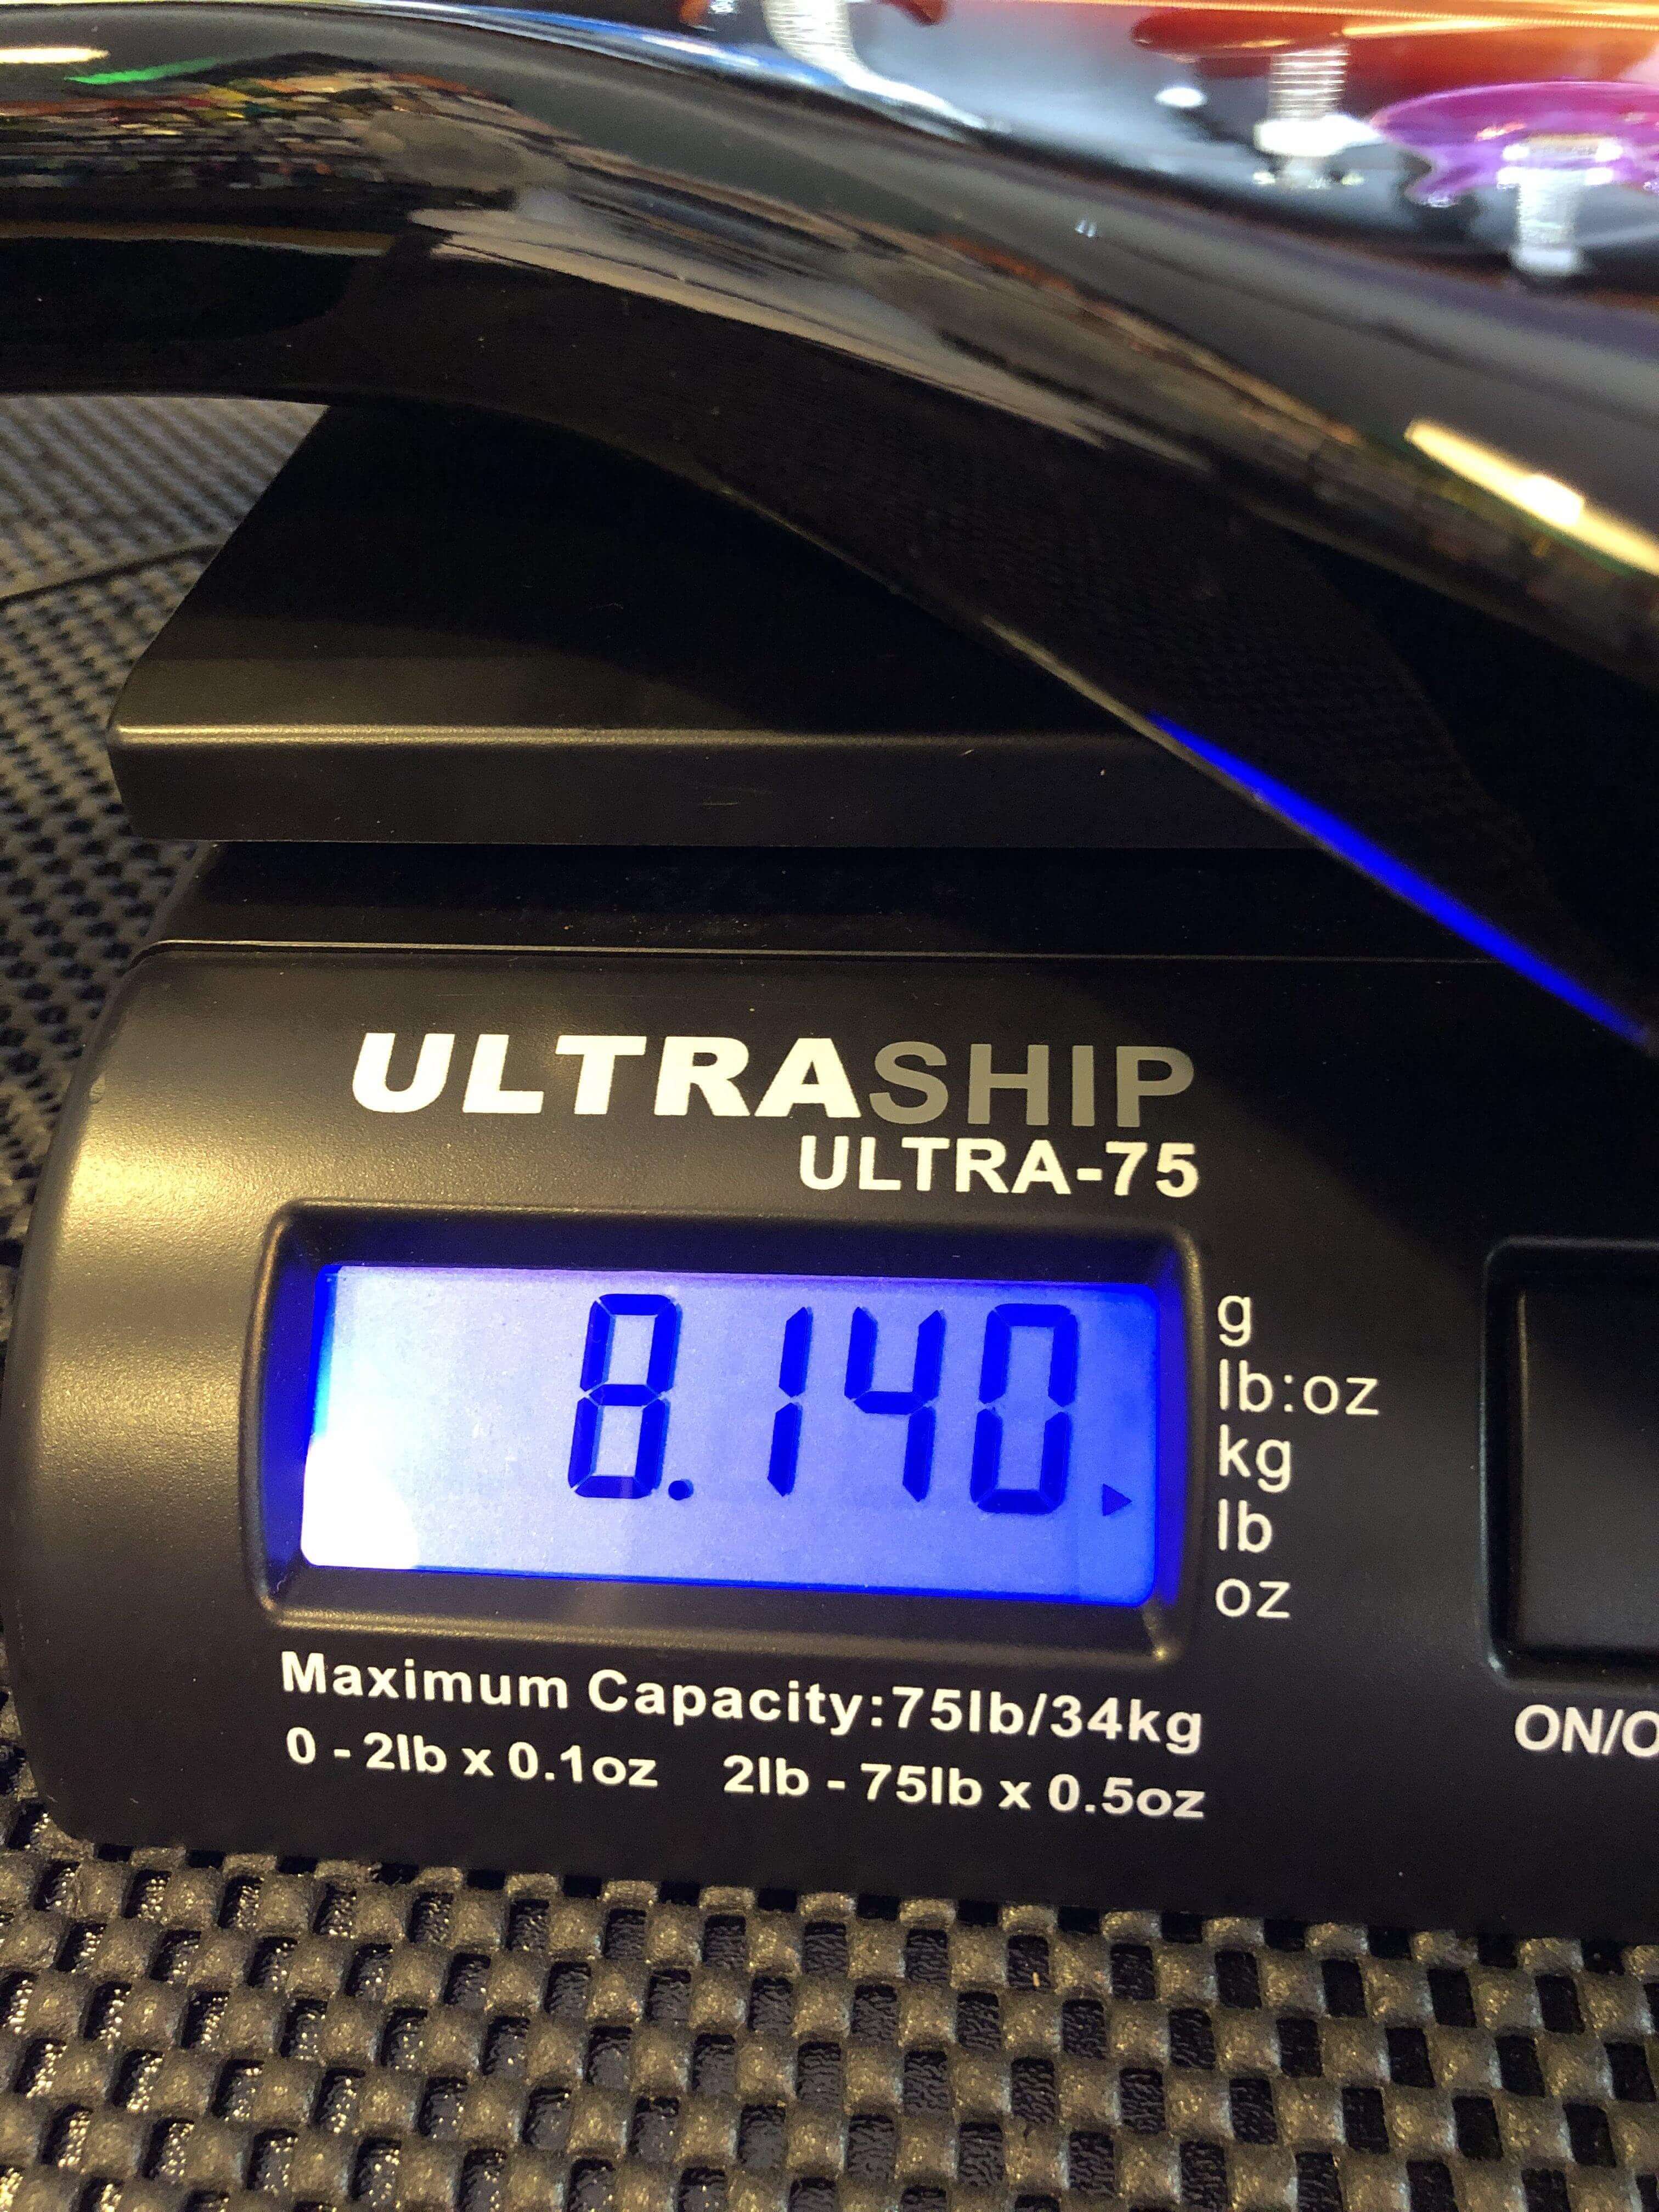 ULTRASHIP
ULTRA-75
8.140
g
lb:oz
kg
lb
oz
Maximum Capacity:75lb/34kg
0 - 2lb x 0.1oz 2lb - 75lb x 0.5oz
ON/O